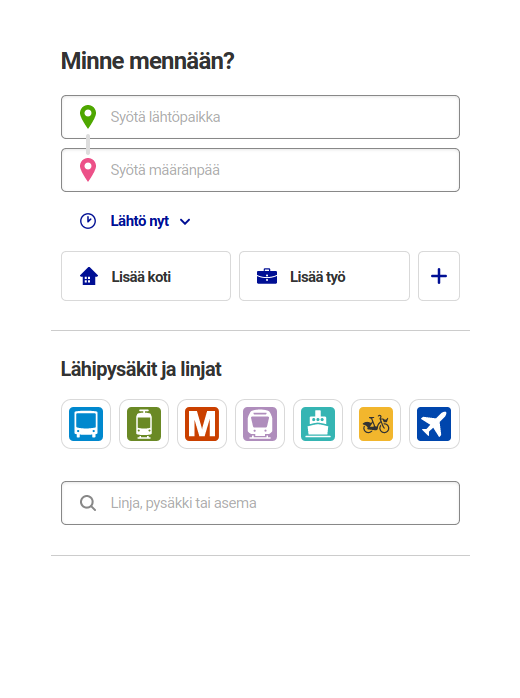 Minne mennään?
Syötä lähtöpaikka
Syötä määränpää
Lähtö nyt
Lisää koti
Lisää työ
Lähipysäkit ja linjat
M
Linja, pysäkki tai asema